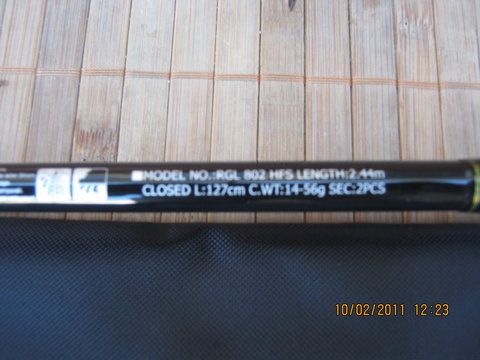 MODEL NO.:RGL 802 HFS LENGTH:2.44m
CLOSED L:127cm C.WT:14-56g SEC:2PCS
10/02/2011 12:23